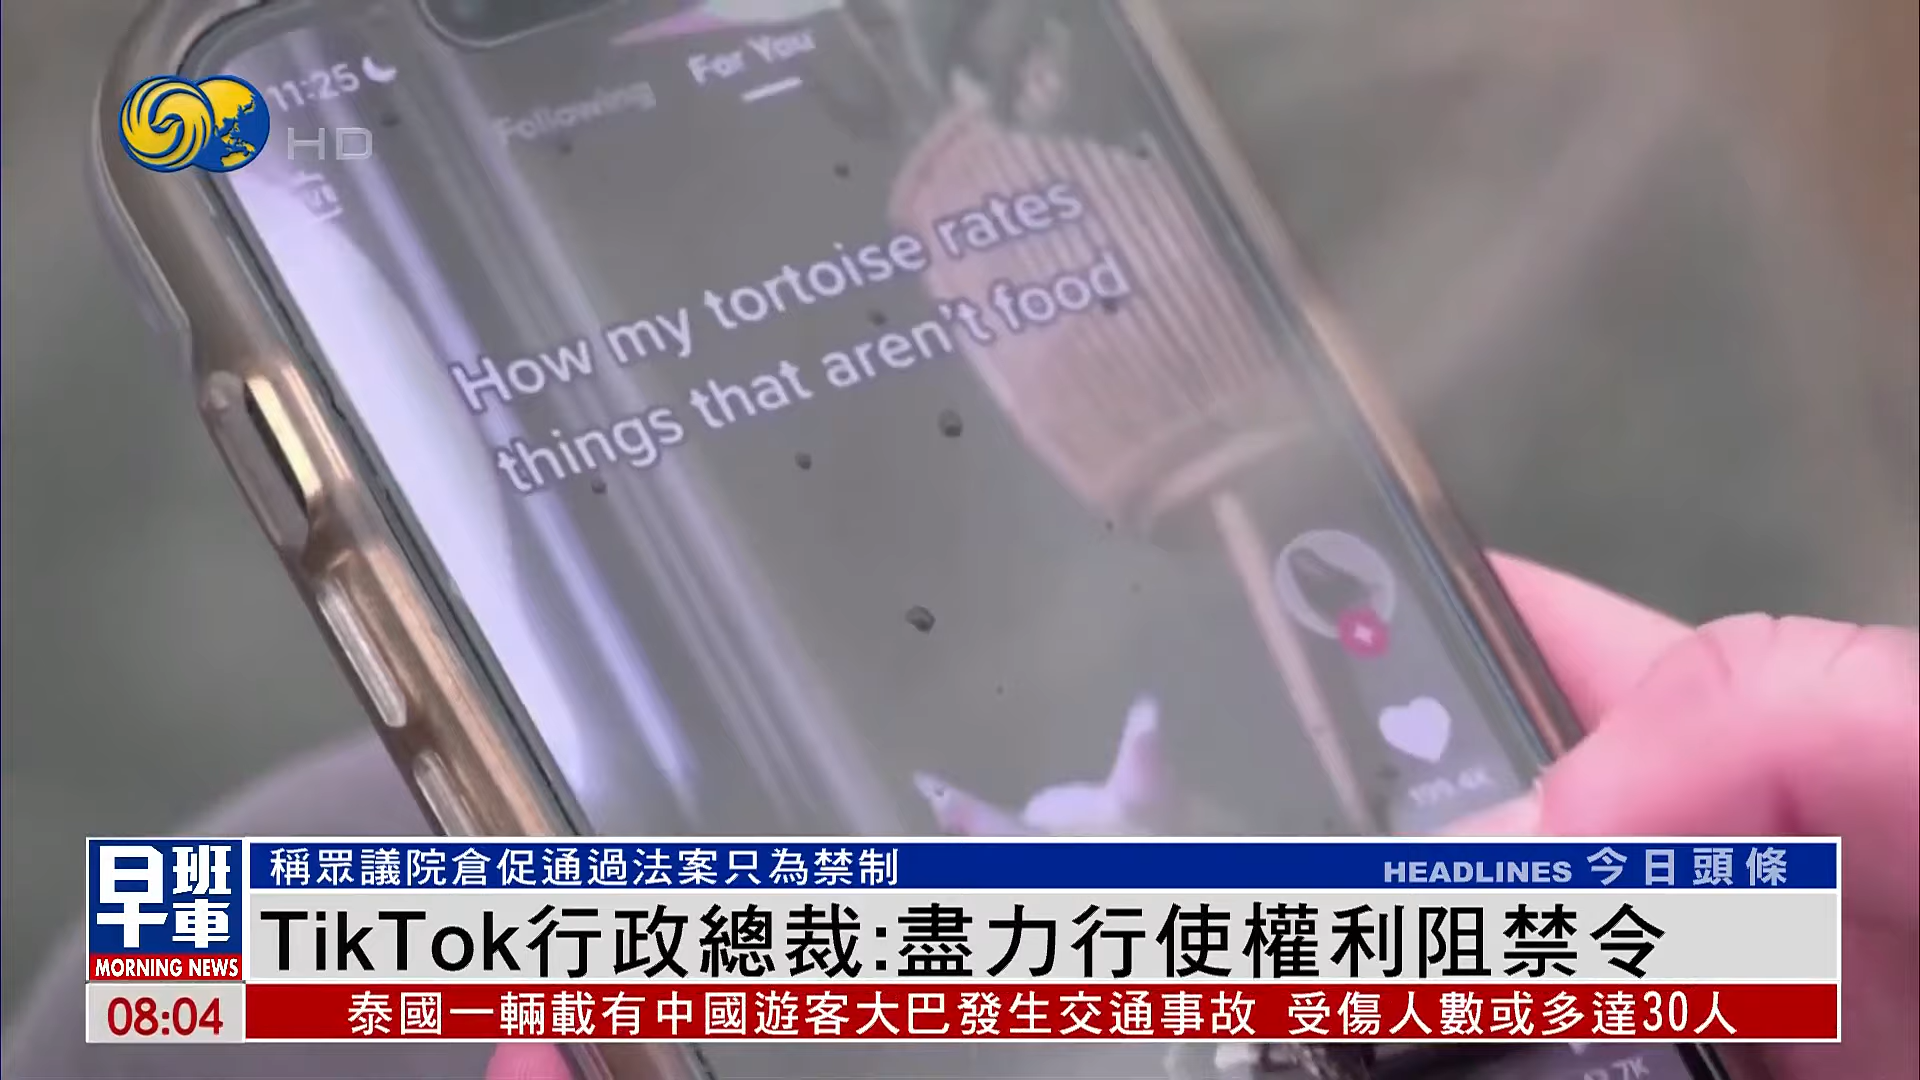 11:25
HD
Following
For You
How my tortoise rates
things that aren't food
199.4K
早班車
MORNING NEWS
稱眾議院倉促通過法案只為禁制
HEADLINES 今日頭條
TikTok行政總裁:盡力行使權利阻禁令
08:04
泰國一輛載有中國遊客大巴發生交通事故 受傷人數或多達30人